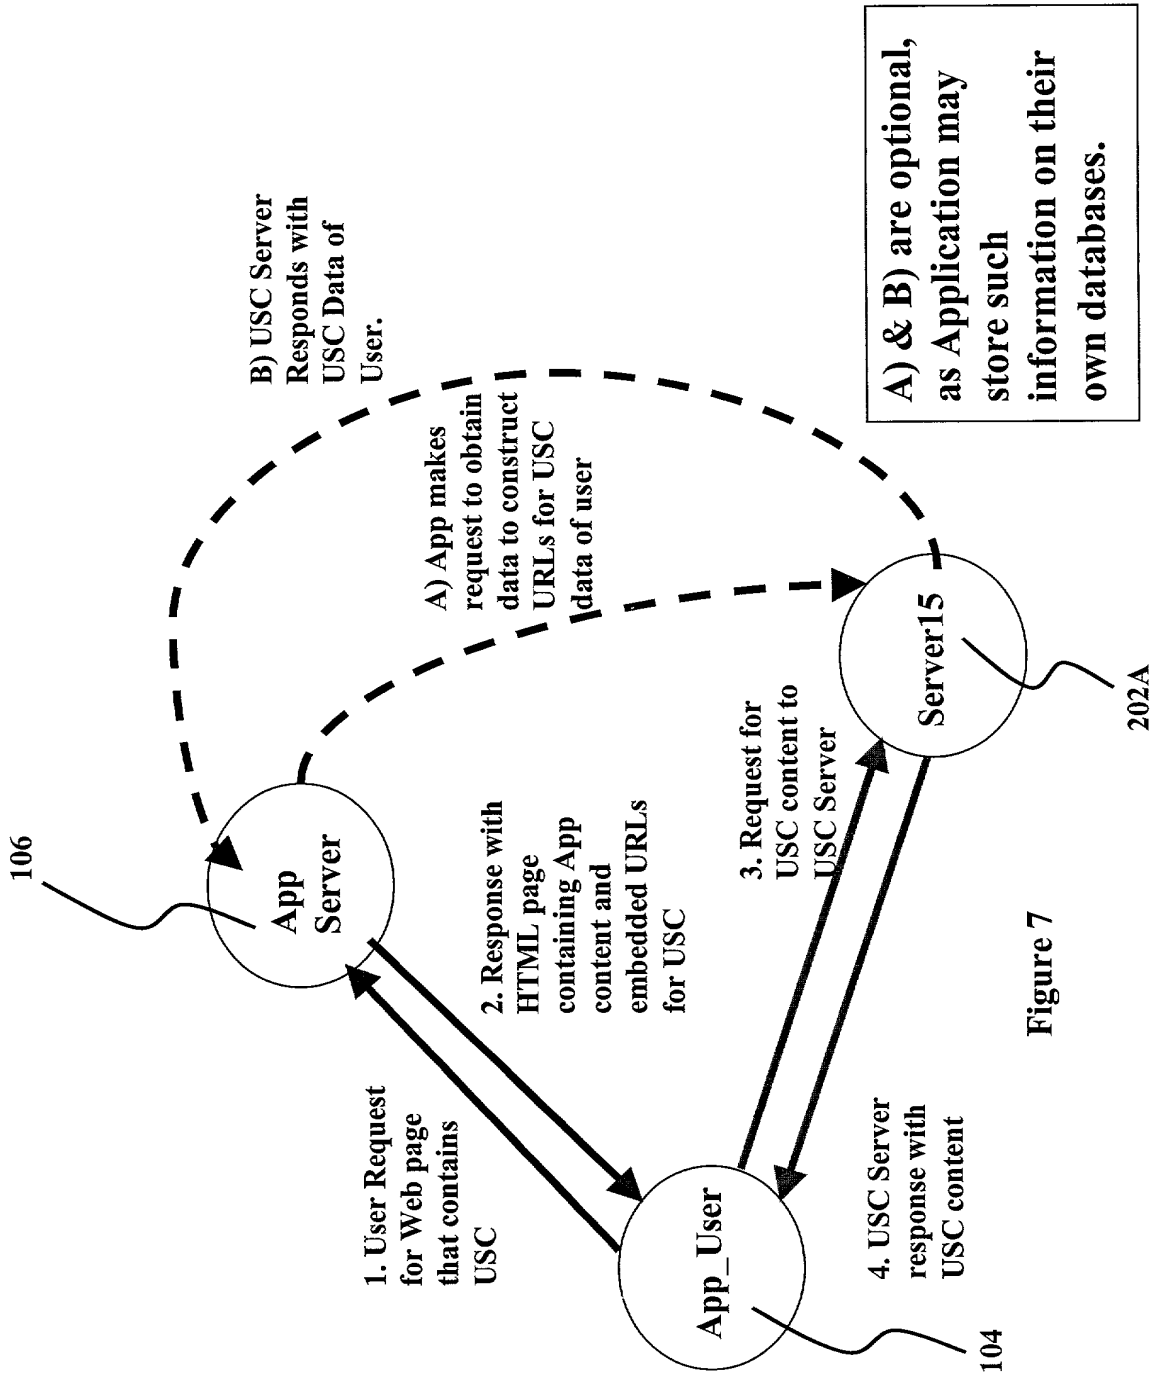 106
App
Server
B) USC Server
Responds with
USC Data of
User.
A) App makes
request to obtain
data to construct
URLs for USC
data of user
1. User Request
for Web page
that contains
USC
2. Response with
HTML page
containing App
content and
embedded URLs
for USC
3. Request for
USC content to
USC Server
App_User
104
4. USC Server
response with
USC content
Server15
202A
A) & B) are optional,
as Application may
store such
information on their
own databases.
Figure 7